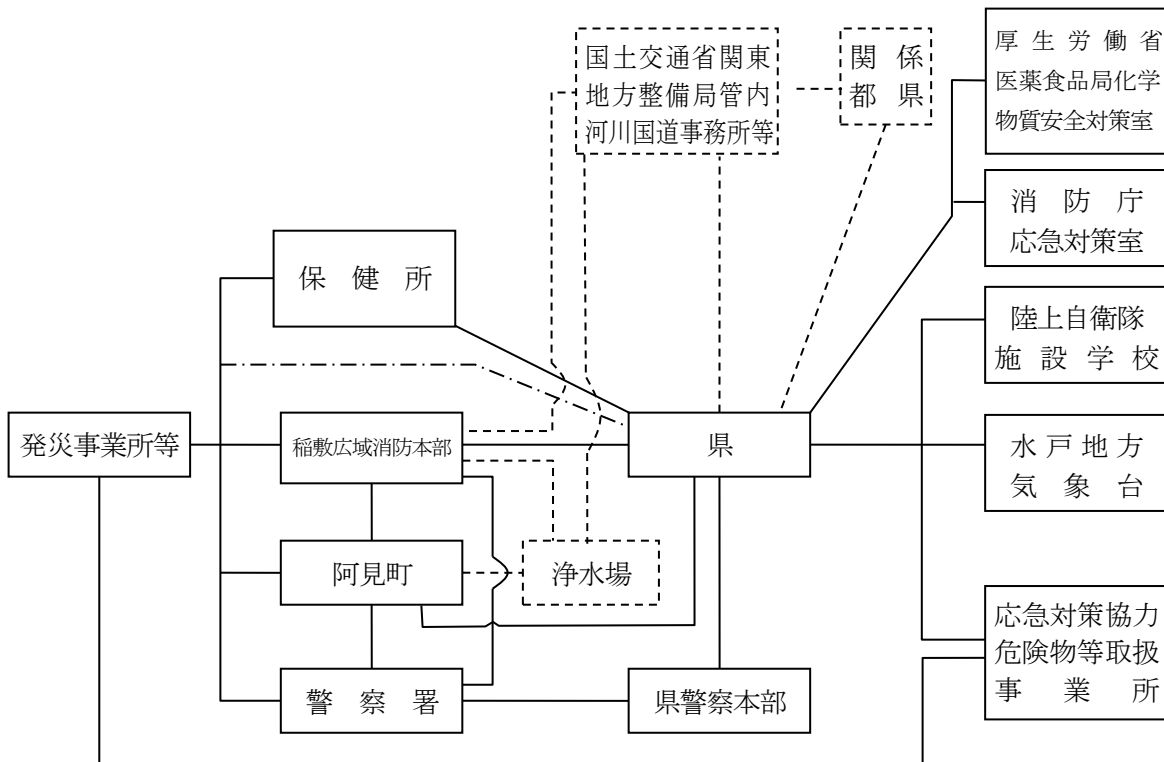 国土交通省関東
地方整備局管内
河川国道事務所等
関係
都県
厚生労働省
医薬食品局化学
物質安全対策室
消防庁
応急対策室
保健所
陸上自衛隊
施設学校
発災事業所等
稲敷広域消防本部
県
水戸地方
気象台
阿見町
浄水場
応急対策協力
危険物等取扱
事業所
警察署
県警察本部